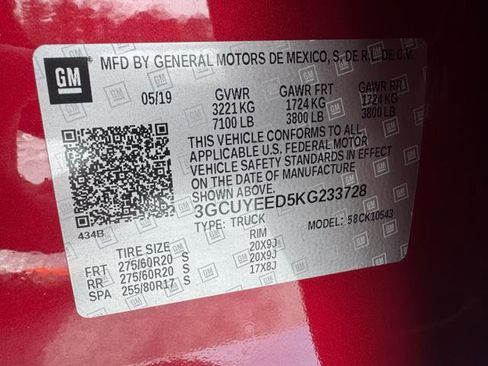 GM MFD BY GENERAL MOTORS DE MEXICO, S. DE R.L. DE C.V.
05/19 GVWR GAWR FRT GAWR RR
3221 KG 1724 KG 1724 KG
7100 LB 3800 LB 3800 LB
THIS VEHICLE CONFORMS TO ALL
APPLICABLE U.S. FEDERAL MOTOR
VEHICLE SAFETY STANDARDS IN EFFECT
ON THE DATE OF MANUFACTURE
SHOWN ABOVE.
3GCUYEED5KG233728
434B TYPE: TRUCK MODEL: 58CK10543
TIRE SIZE RIM
FRT 275/60R20 S 20X9J
RR 275/60R20 S 20X9J
SPA 255/80R17 S 17X8J